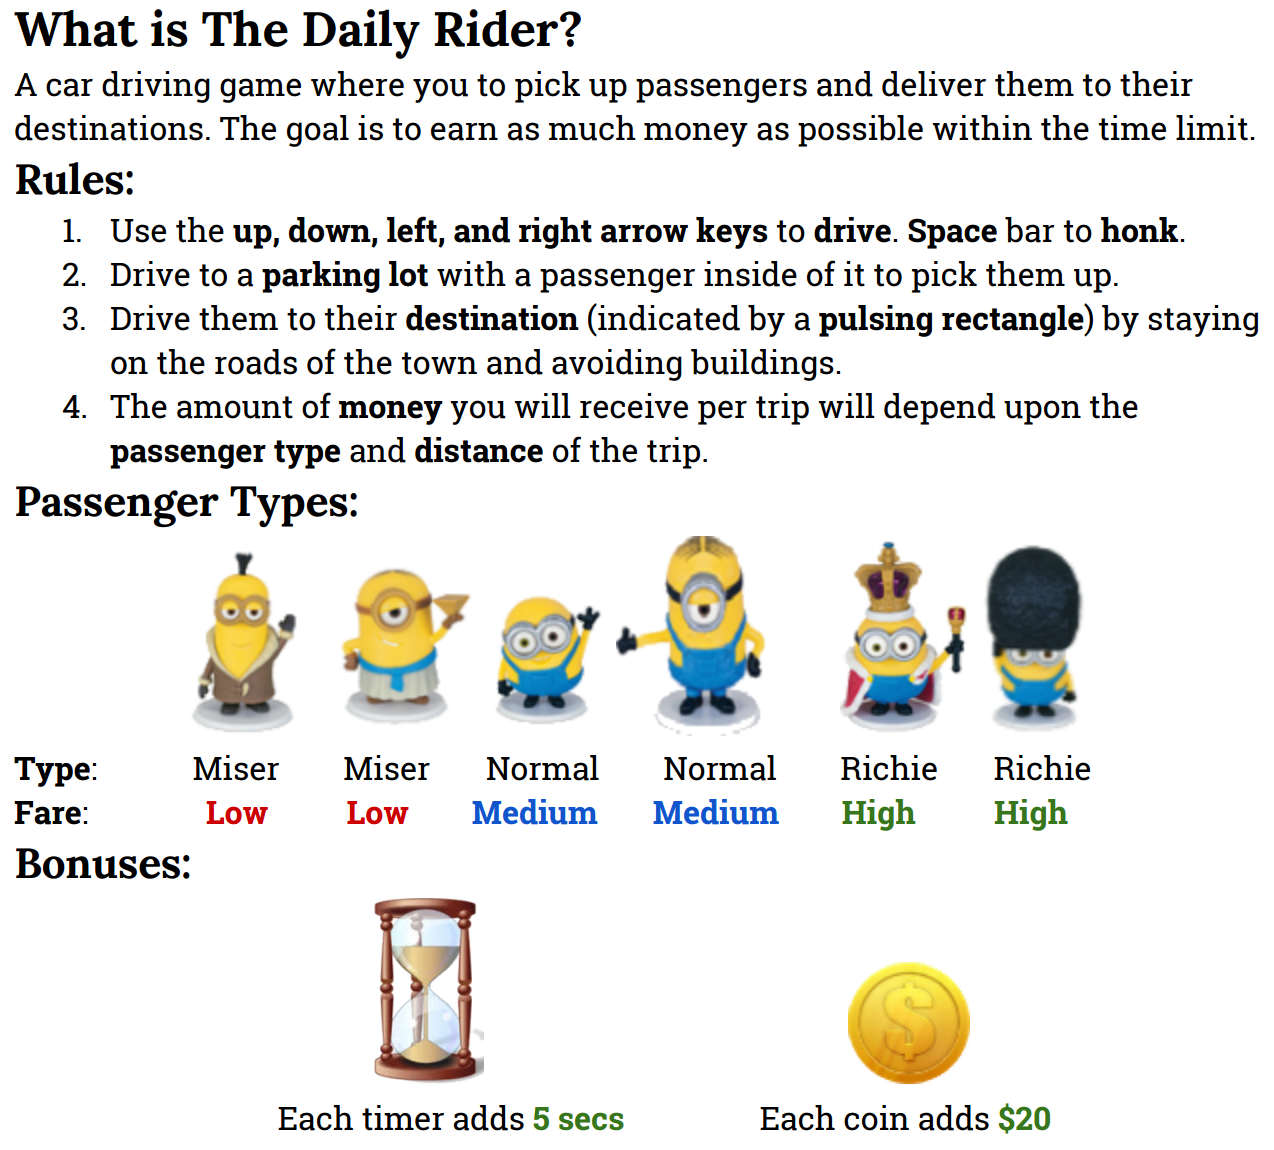 What is The Daily Rider?
A car driving game where you to pick up passengers and deliver them to their
destinations. The goal is to earn as much money as possible within the time limit.
Rules:
1. Use the up, down, left, and right arrow keys to drive. Space bar to honk.
2. Drive to a parking lot with a passenger inside of it to pick them up.
3. Drive them to their destination (indicated by a pulsing rectangle) by staying
on the roads of the town and avoiding buildings.
4. The amount of money you will receive per trip will depend upon the
passenger type and distance of the trip.
Passenger Types:
Type: Miser Miser Normal Normal Richie Richie
Fare: Low Low Medium Medium High High
Bonuses:
$
Each timer adds 5 secs Each coin adds $20